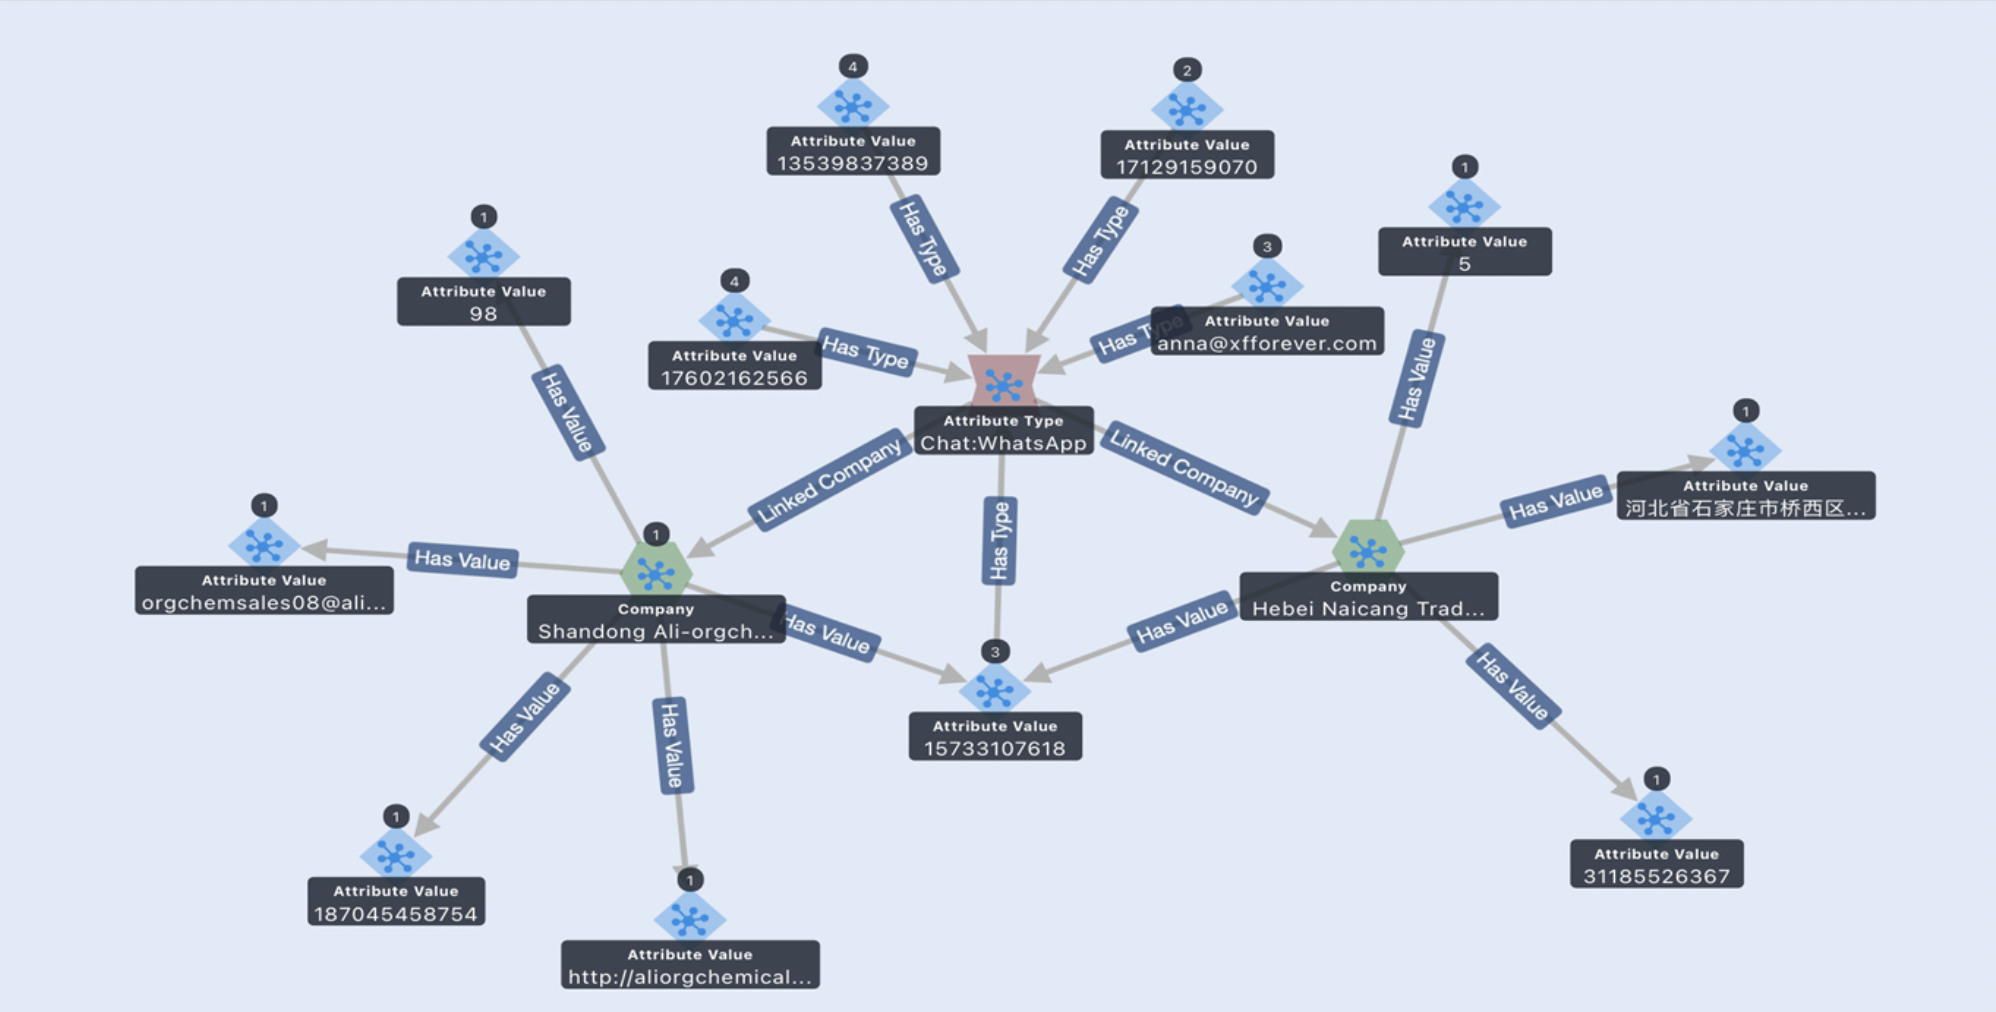 4
Attribute Value
13539837389
2
Attribute Value
17129159070
1
Attribute Value
5
1
Attribute Value
98
4
Attribute Value
17602162566
3
Attribute Value
anna@xfforever.com
Has Type
Has Type
Has Type
Has Type
Attribute Type
Chat:WhatsApp
Has Value
Has Value
Linked Company
Linked Company
Has Type
1
Attribute Value
河北省石家庄市桥西区...
Has Value
1
Attribute Value
orgchemsales08@ali...
Has Value
1
Company
Shandong Ali-orgch...
Has Value
Company
Hebei Naicang Trad...
Has Value
3
Attribute Value
15733107618
Has Value
Has Value
Has Value
1
Attribute Value
187045458754
1
Attribute Value
http://aliorgchemical...
1
Attribute Value
31185526367